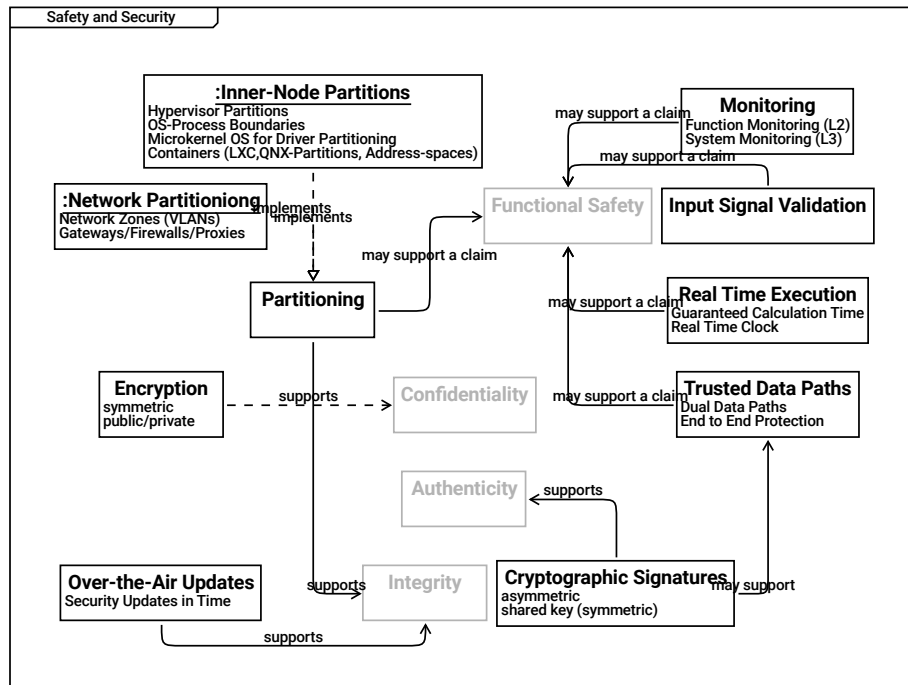 Safety and Security
:Inner-Node Partitions
Hypervisor Partitions
OS-Process Boundaries
Microkernel OS for Driver Partitioning
Containers (LXC,QNX-Partitions, Address-spaces)
Monitoring
Function Monitoring (L2)
System Monitoring (L3)
may support a claim
may support a claim
:Network Partitioniong
Network Zones (VLANs)
Gateways/Firewalls/Proxies
implements
implements
Functional Safety
Input Signal Validation
may support a claim
Partitioning
Real Time Execution
Guaranteed Calculation Time
Real Time Clock
may support a claim
Encryption
symmetric
public/private
supports
Confidentiality
may support a claim
Trusted Data Paths
Dual Data Paths
End to End Protection
Authenticity
supports
Over-the-Air Updates
Security Updates in Time
supports
Integrity
Cryptographic Signatures
asymmetric
shared key (symmetric)
may support
supports